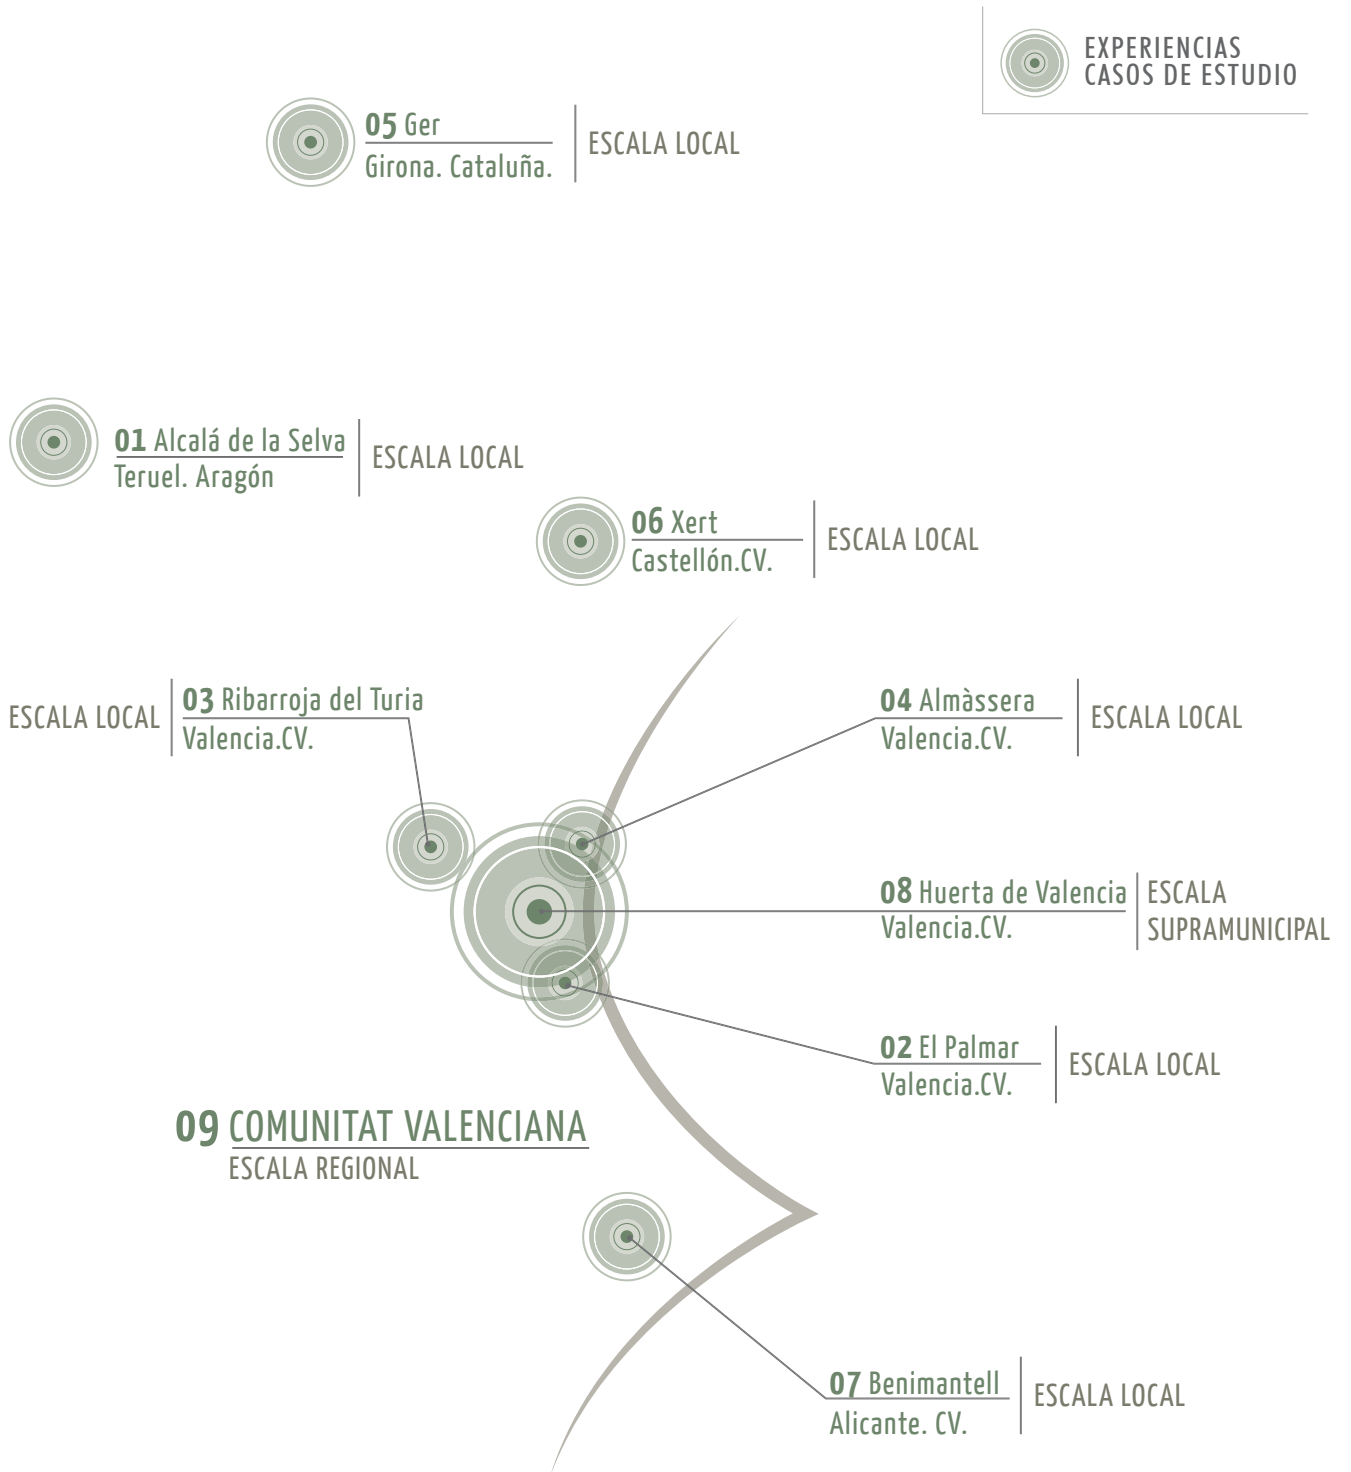 EXPERIENCIAS
CASOS DE ESTUDIO
05 Ger
Girona. Cataluña.
ESCALA LOCAL
01 Alcalá de la Selva
Teruel. Aragón
ESCALA LOCAL
06 Xert
Castellón.CV.
ESCALA LOCAL
ESCALA LOCAL
03 Ribarroja del Turia
Valencia.CV.
04 Almàssera
Valencia.CV.
ESCALA LOCAL
08 Huerta de Valencia
Valencia.CV.
ESCALA
SUPRAMUNICIPAL
02 El Palmar
Valencia.CV.
ESCALA LOCAL
09 COMUNITAT VALENCIANA
ESCALA REGIONAL
07 Benimantell
Alicante. CV.
ESCALA LOCAL